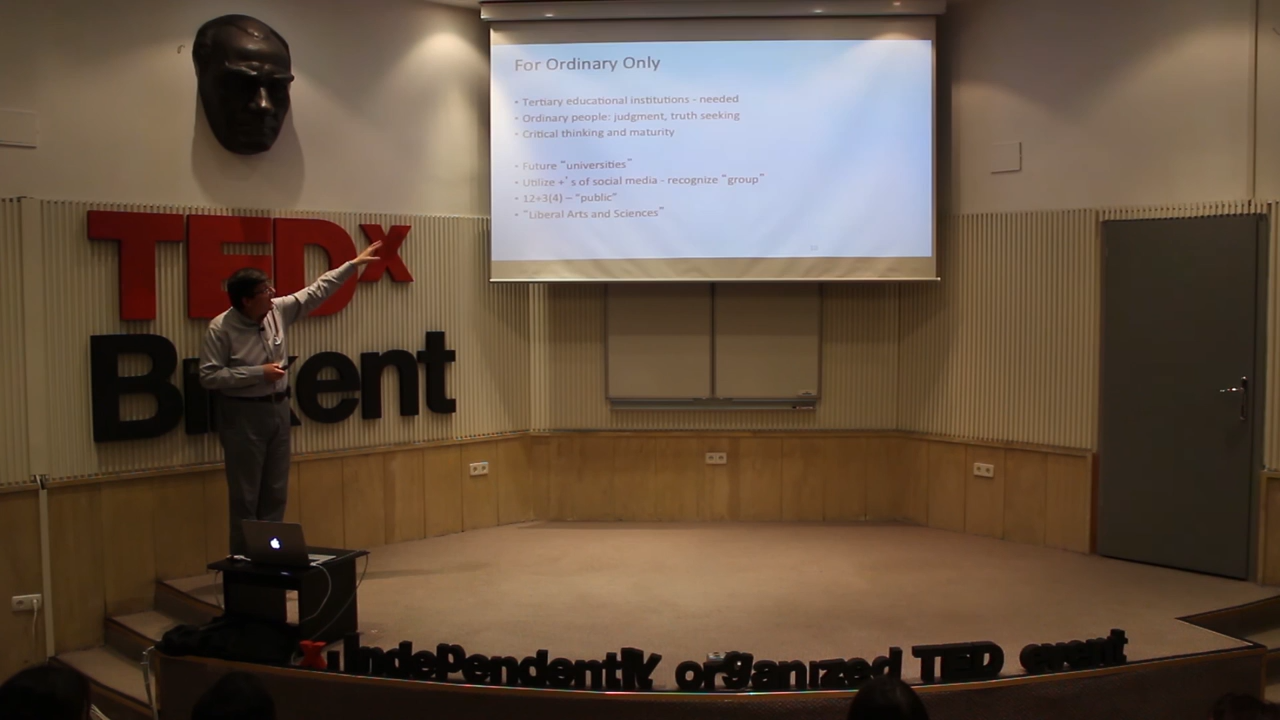 For Ordinary Only
• Tertiary educational institutions - needed
• Ordinary people: judgment, truth seeking
• Critical thinking and maturity
• Future "universities"
• Utilize +'s of social media - recognize "group"
• 12+3(4) – "public"
• "Liberal Arts and Sciences"
TEDx
Bilkent
x Independently organized TED event